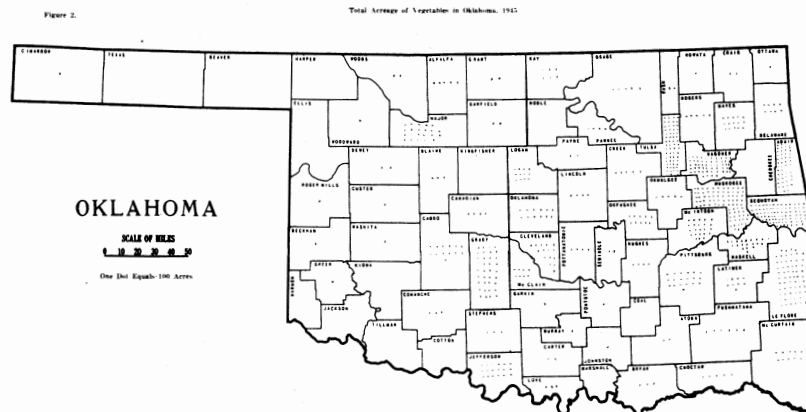 Figure 2.
Total Acreage of Vegetables in Oklahoma, 1945
CIMARRON
TEXAS
BEAVER
HARPER
WOODS
ALFALFA
GRANT
KAY
OSAGE
NOWATA
CRAIG
OTTAWA
ELLIS
WOODWARD
MAJOR
GARFIELD
NOBLE
PAWNEE
ROGERS
MAYES
DELAWARE
DEWEY
BLAINE
KINGFISHER
LOGAN
PAYNE
CREEK
TULSA
WAGONER
CHEROKEE
ADAIR
ROGER MILLS
CUSTER
CANADIAN
OKLAHOMA
LINCOLN
OKFUSKEE
OKMULGEE
MUSKOGEE
SEQUOYAH
OKLAHOMA
BECKHAM
WASHITA
CADDO
GRADY
CLEVELAND
POTTAWATOMIE
SEMINOLE
HUGHES
McINTOSH
PITTSBURG
HASKELL
LATIMER
LE FLORE
SCALE OF MILES
0 10 20 30 40 50
One Dot Equals 100 Acres
HARMON
GREER
KIOWA
JACKSON
TILLMAN
COMANCHE
COTTON
STEPHENS
JEFFERSON
Mc CLAIN
GARVIN
MURRAY
CARTER
LOVE
PONTOTOC
JOHNSTON
MARSHALL
COAL
ATOKA
BRYAN
PUSHMATAHA
CHOCTAW
Mc CURTAIN